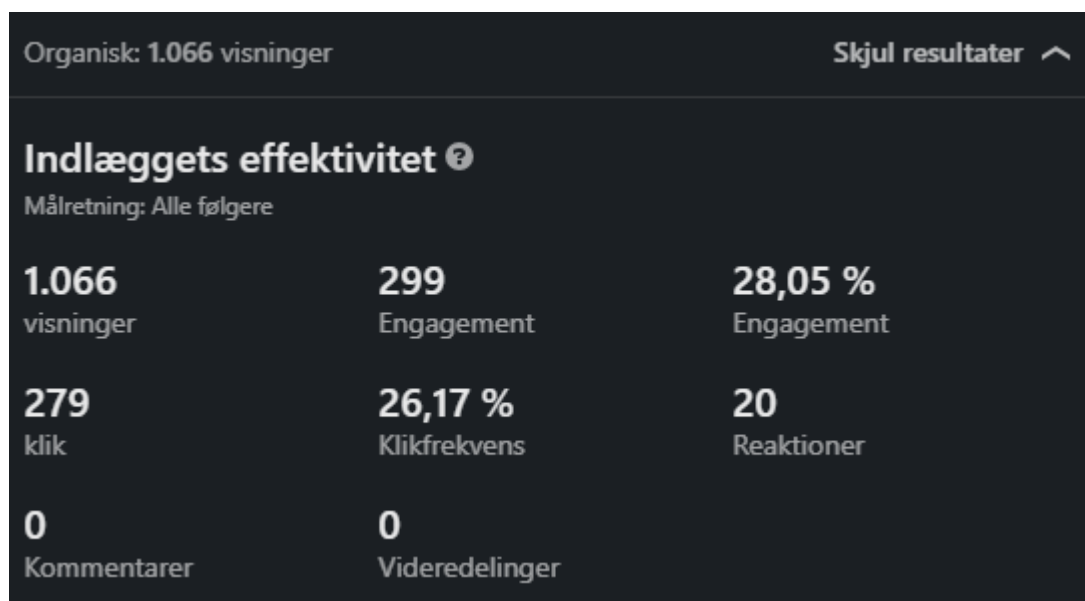 Organisk: 1.066 visninger
Skjul resultater
Indlæggets effektivitet
Målretning: Alle følgere
1.066
visninger
299
Engagement
28,05 %
Engagement
279
klik
26,17 %
Klikfrekvens
20
Reaktioner
0
Kommentarer
0
Videredelinger